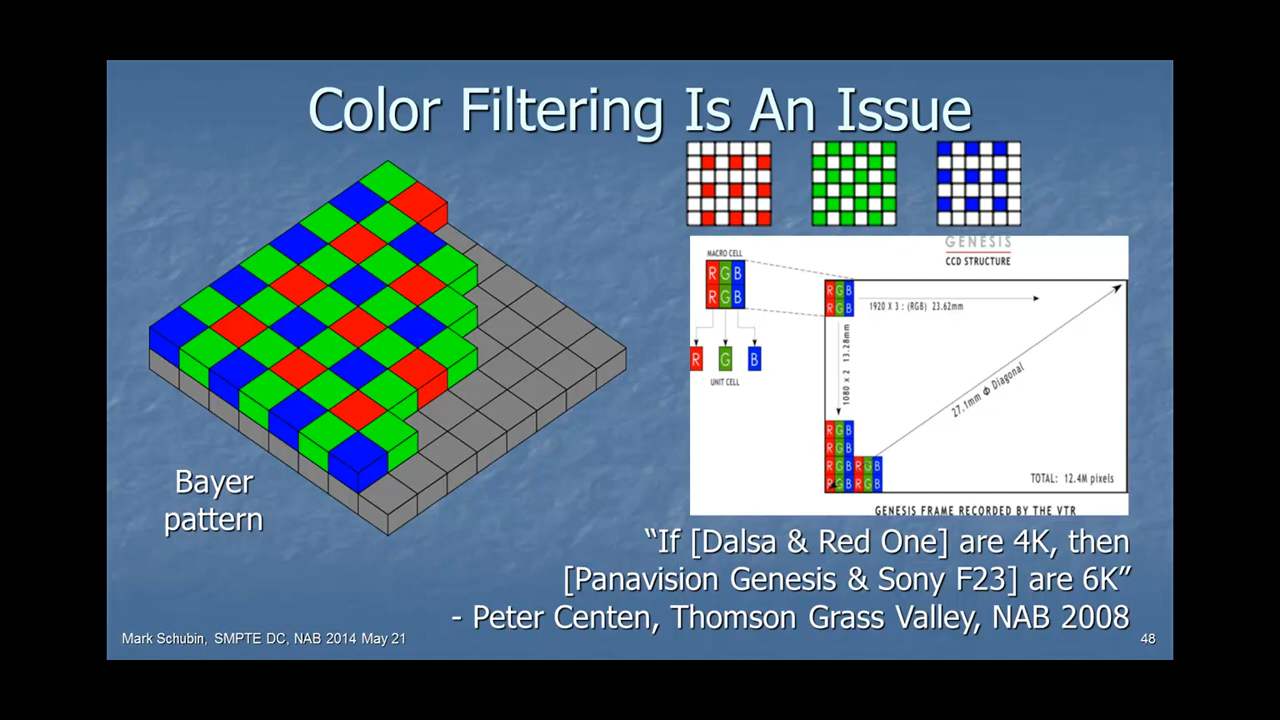 Color Filtering Is An Issue
GENESIS
CCD STRUCTURE
MACRO CELL
R G B
R G B
R G B
UNIT CELL
R G B
R G B
1920 X 3 : (RGB) 23.62mm
1080 x 2 13.28mm
27.1mm Φ Diagonal
R G B
R G B
R G B R G B
R G B R G B
TOTAL: 12.4M pixels
GENESIS FRAME RECORDED BY THE VTR
Bayer
pattern
“If [Dalsa & Red One] are 4K, then
[Panavision Genesis & Sony F23] are 6K”
- Peter Centen, Thomson Grass Valley, NAB 2008
Mark Schubin, SMPTE DC, NAB 2014 May 21
48